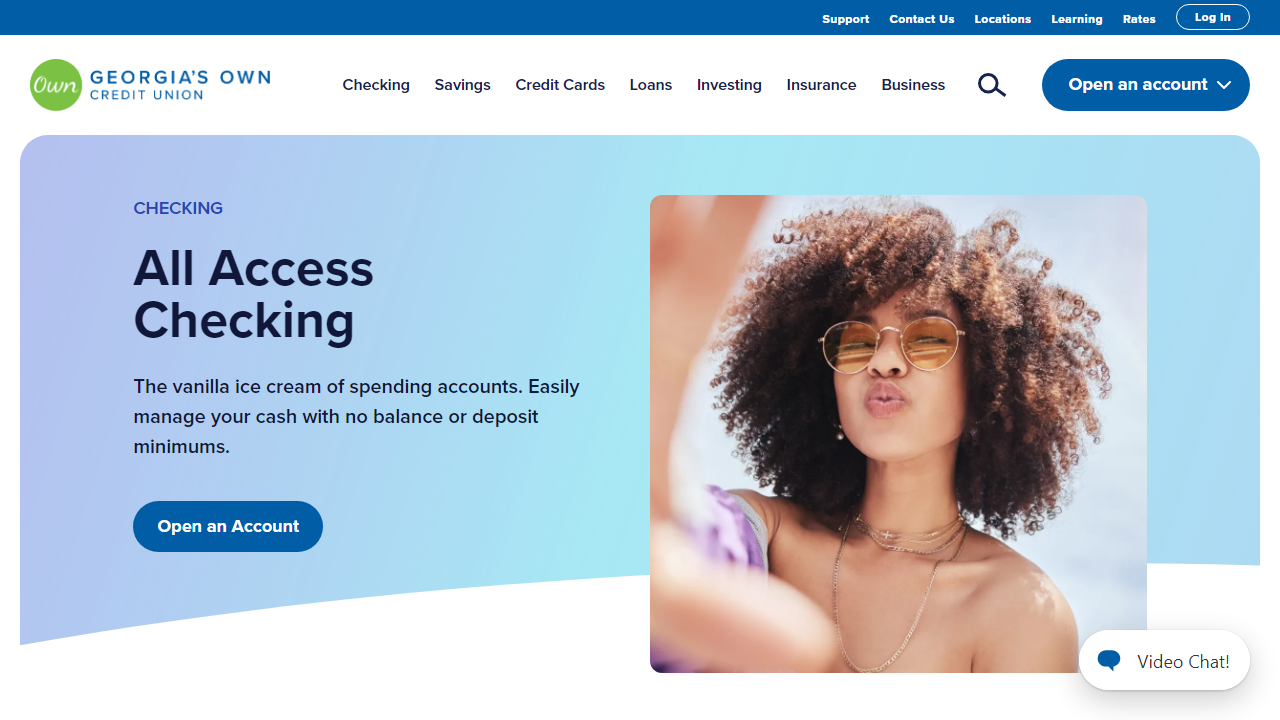 Support Contact Us Locations Learning Rates Log In
Own GEORGIA'S OWN
CREDIT UNION
Checking Savings Credit Cards Loans Investing Insurance Business Open an account
CHECKING
All Access
Checking
The vanilla ice cream of spending accounts. Easily
manage your cash with no balance or deposit
minimums.
Open an Account
Video Chat!